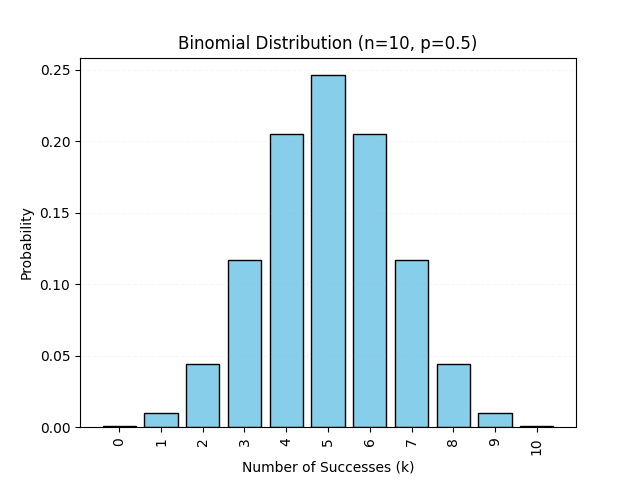 Binomial Distribution (n=10, p=0.5)
0.25
0.20
0.15
0.10
0.05
0.00
Probability
0 1 2 3 4 5 6 7 8 9 10
Number of Successes (k)